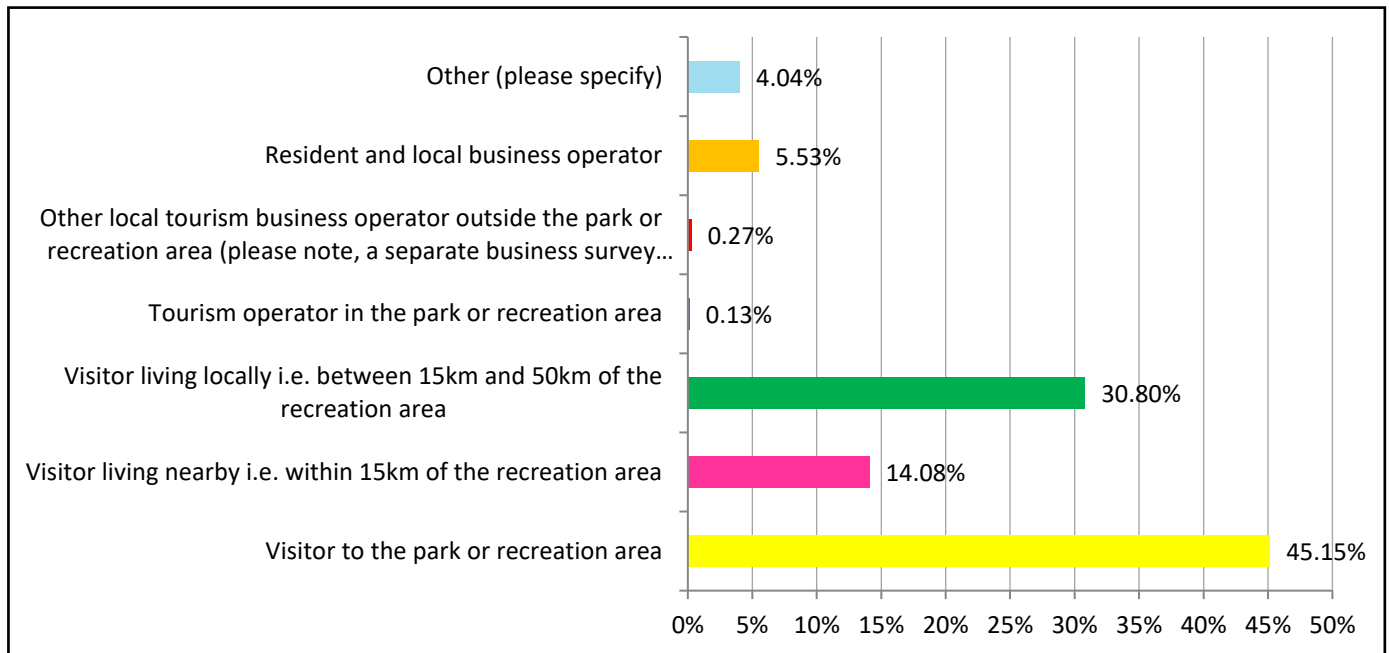 Other (please specify)
4.04%
Resident and local business operator
5.53%
Other local tourism business operator outside the park or
recreation area (please note, a separate business survey...
0.27%
Tourism operator in the park or recreation area
0.13%
Visitor living locally i.e. between 15km and 50km of the
recreation area
30.80%
Visitor living nearby i.e. within 15km of the recreation area
14.08%
Visitor to the park or recreation area
45.15%
0% 5% 10% 15% 20% 25% 30% 35% 40% 45% 50%